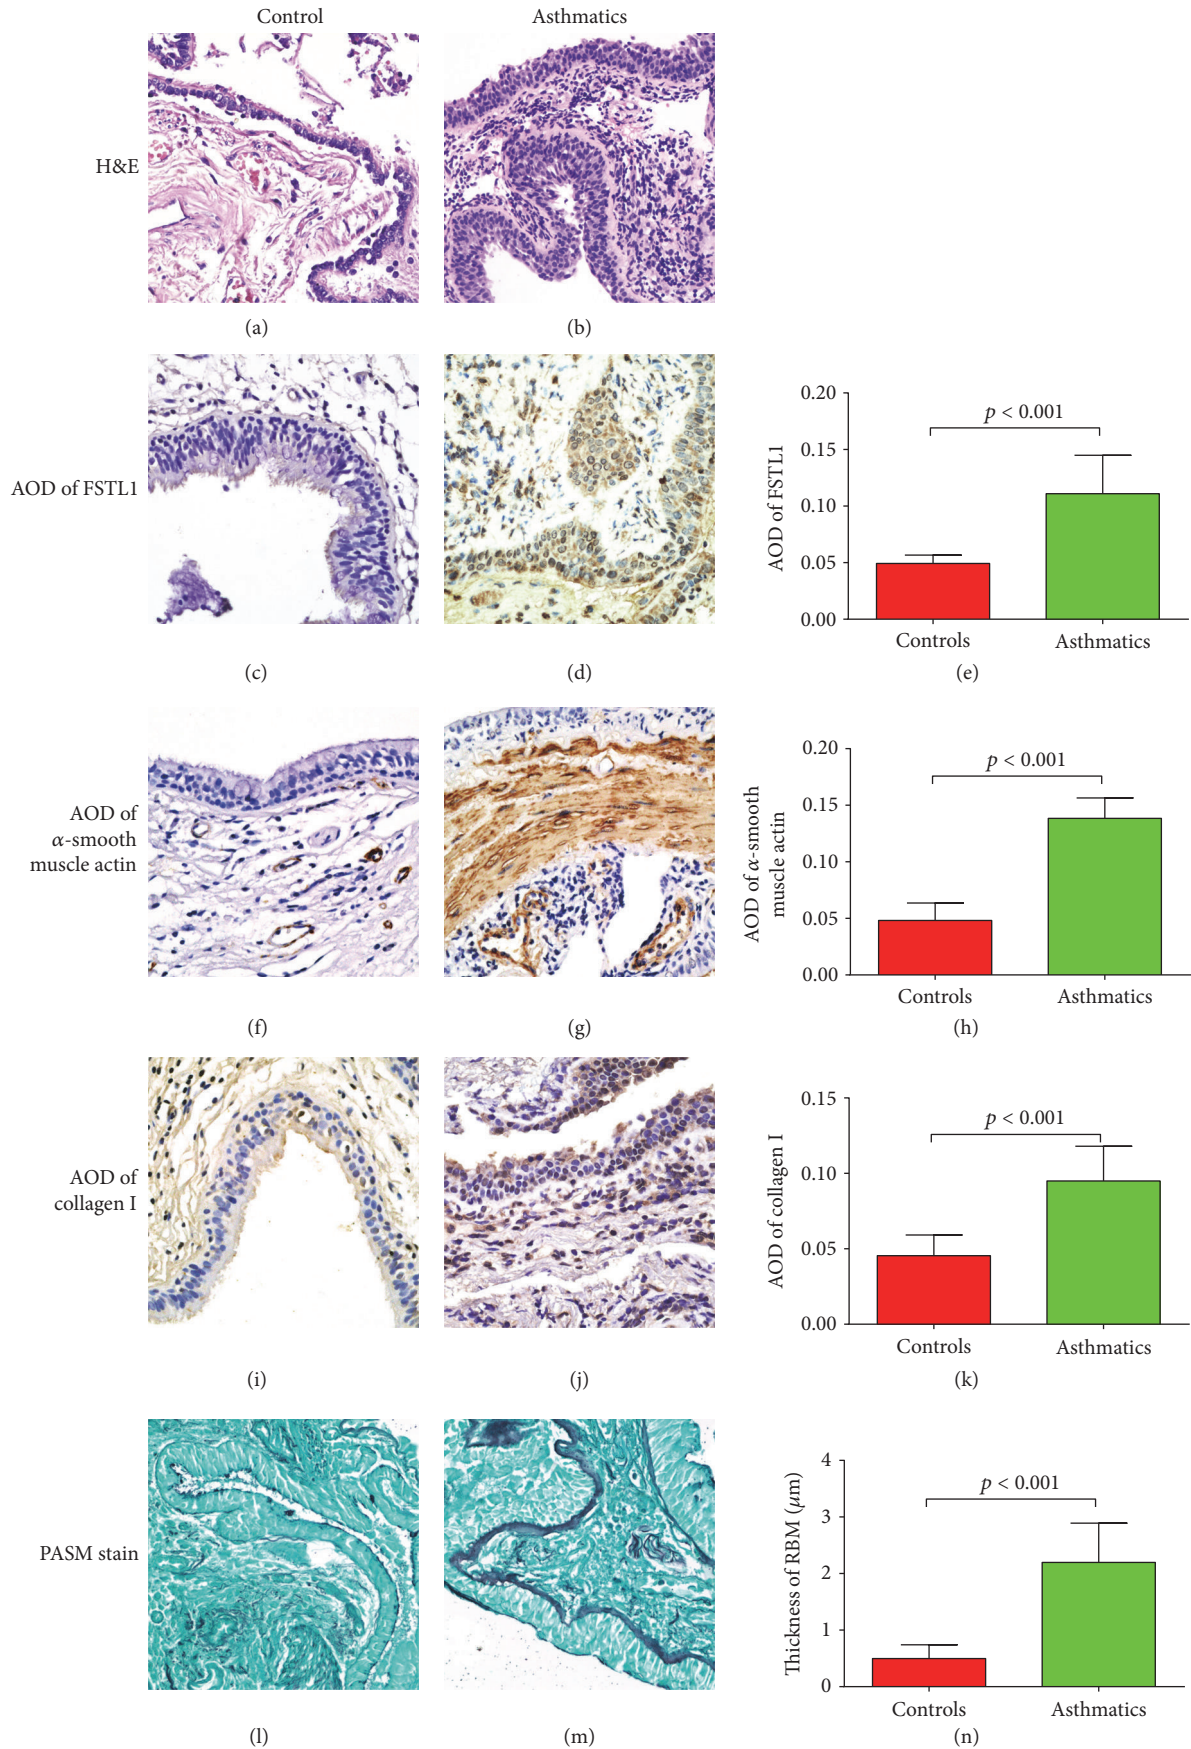 Control
Asthmatics
H&E
(a)
(b)
AOD of FSTL1
(c)
(d)
AOD of FSTL1
0.20
0.15
0.10
0.05
0.00
p < 0.001
Controls
Asthmatics
(e)
AOD of
α-smooth
muscle actin
(f)
(g)
AOD of α-smooth
muscle actin
0.20
0.15
0.10
0.05
0.00
p < 0.001
Controls
Asthmatics
(h)
AOD of
collagen I
(i)
(j)
AOD of collagen I
0.15
0.10
0.05
0.00
p < 0.001
Controls
Asthmatics
(k)
PASM stain
(l)
(m)
Thickness of RBM (μm)
4
3
2
1
0
p < 0.001
Controls
Asthmatics
(n)